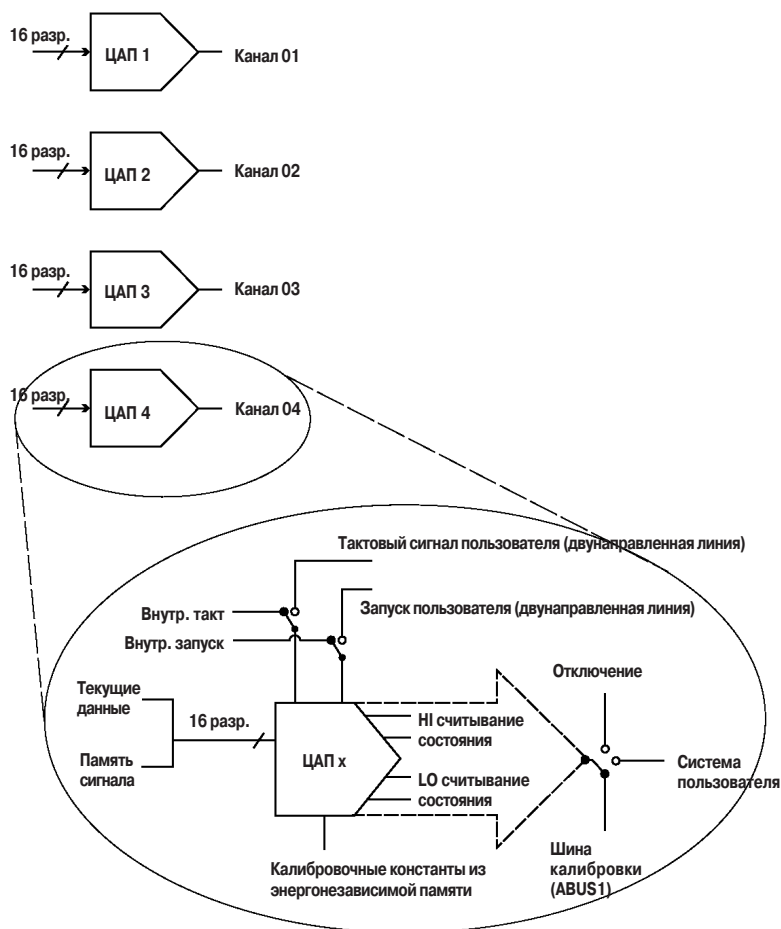 16 разр.
ЦАП 1
Канал 01
16 разр.
ЦАП 2
Канал 02
16 разр.
ЦАП 3
Канал 03
16 разр.
ЦАП 4
Канал 04
Тактовый сигнал пользователя (двунаправленная линия)
Внутр. такт
Запуск пользователя (двунаправленная линия)
Внутр. запуск
Отключение
Текущие
данные
16 разр.
HI считывание
состояния
ЦАП x
Память
сигнала
LO считывание
состояния
Система
пользователя
Калибровочные константы из
энергонезависимой памяти
Шина
калибровки
(ABUS1)